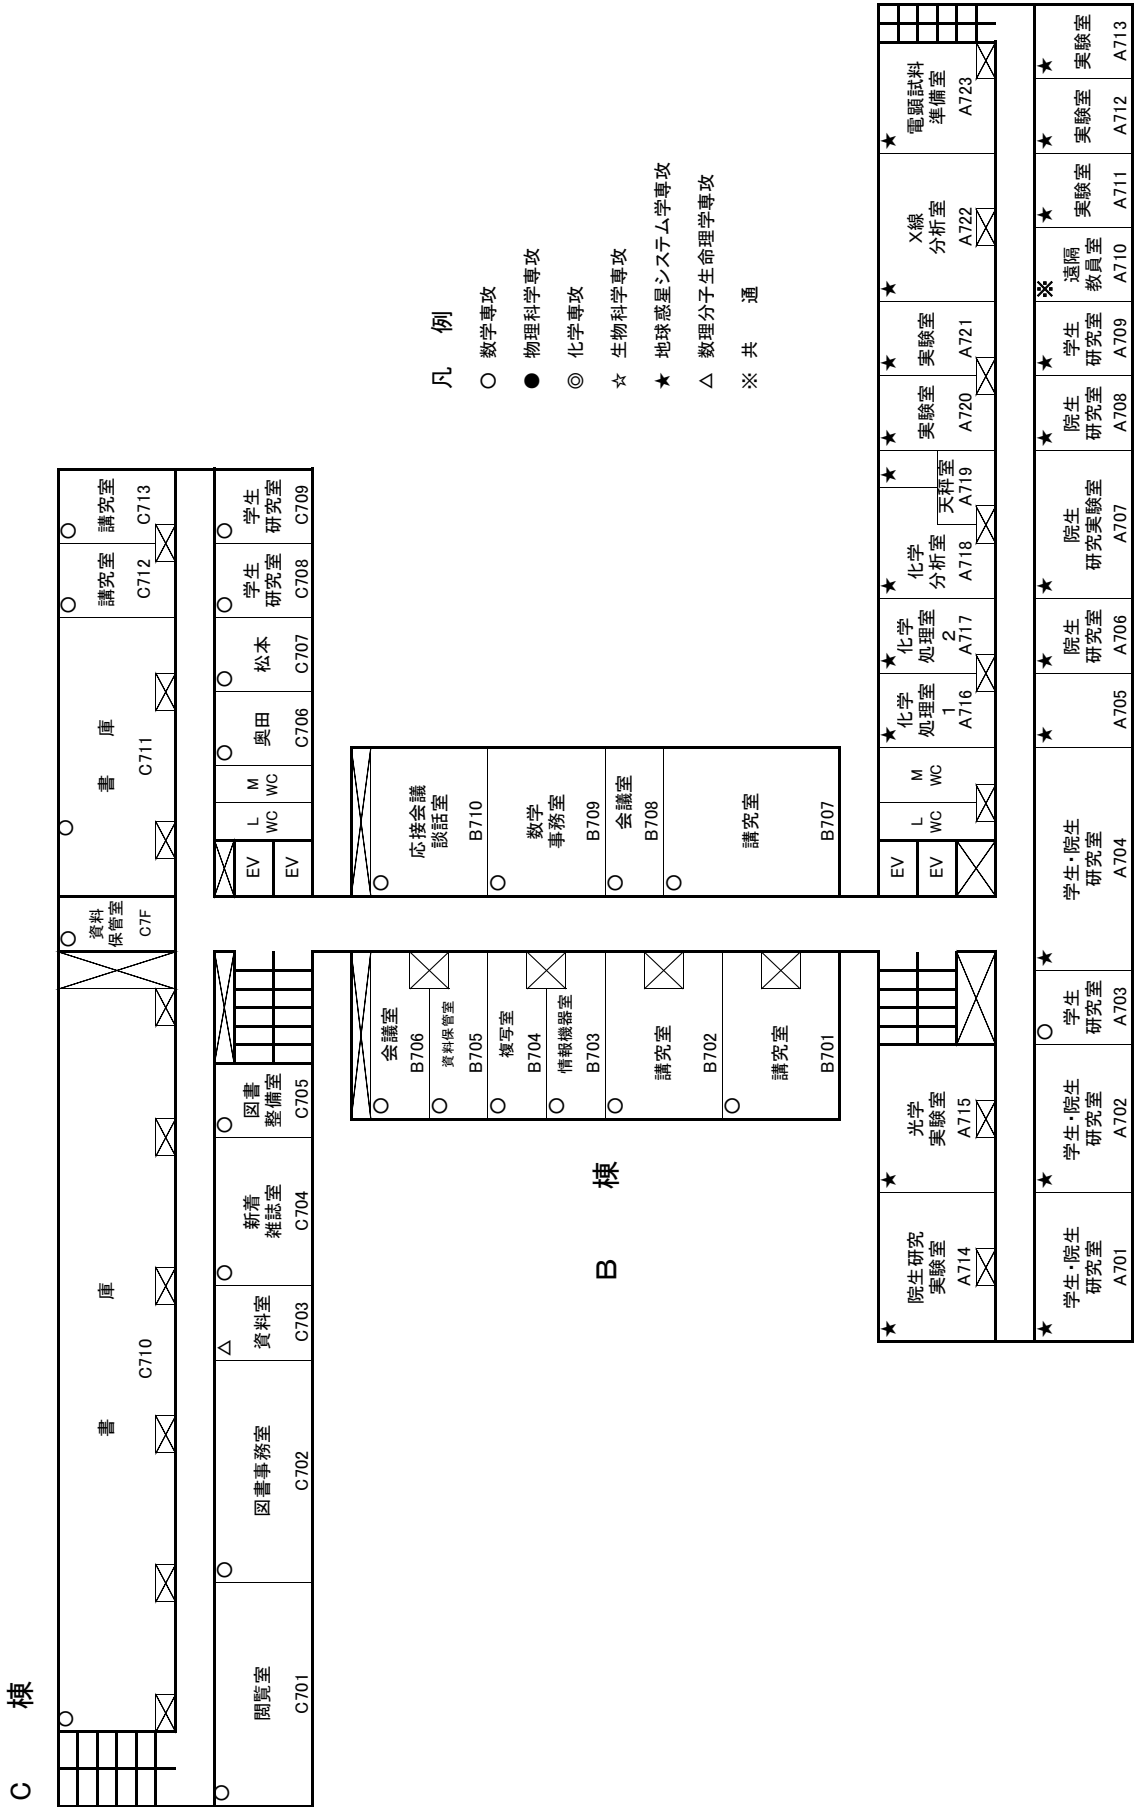 C 棟
書 庫
C710
資料
保管室
C7F
書 庫
C711
講究室
C712
講究室
C713
閲覧室
C701
図書事務室
C702
資料室
C703
新着
雑誌室
C704
図書
整備室
C705
EV
EV
L
WC
M
WC
奥田
C706
松本
C707
学生
研究室
C708
学生
研究室
C709
凡 例
○ 数学専攻
● 物理科学専攻
◎ 化学専攻
☆ 生物科学専攻
★ 地球惑星システム学専攻
△ 数理分子生命理学専攻
※ 共 通
B 棟
会議室
B706
資料保管室
B705
複写室
B704
情報機器室
B703
講究室
B702
講究室
B701
応接会議
談話室
B710
数学
事務室
B709
会議室
B708
講究室
B707
院生研究
実験室
A714
光学
実験室
A715
EV
EV
L
WC
M
WC
化学
処理室
1
A716
化学
処理室
2
A717
化学
分析室
A718
天秤室
A719
実験室
A720
実験室
A721
X線
分析室
A722
電顕試料
準備室
A723
学生・院生
研究室
A701
学生・院生
研究室
A702
学生
研究室
A703
学生・院生
研究室
A704
A705
院生
研究室
A706
院生
研究実験室
A707
院生
研究室
A708
学生
研究室
A709
※
遠隔
教員室
A710
実験室
A711
実験室
A712
実験室
A713